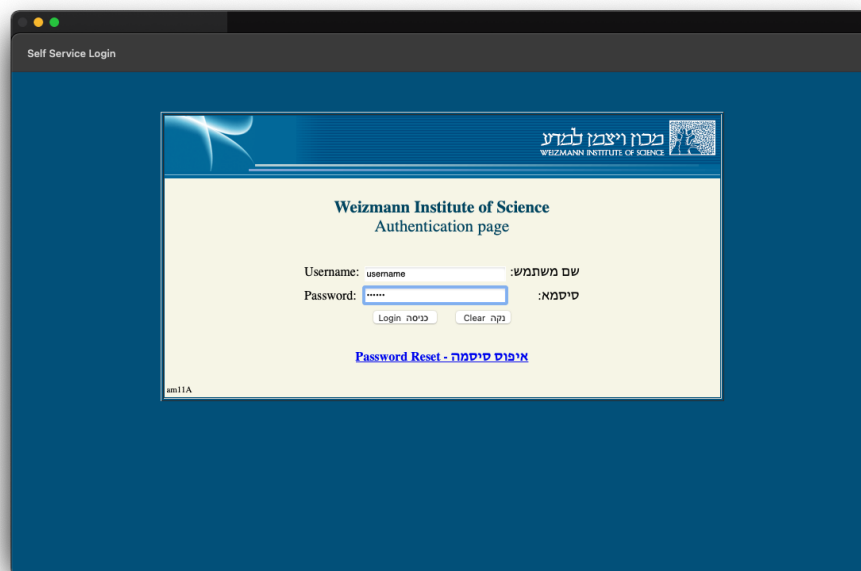 Self Service Login
מכון ויצמן למדע
WEIZMANN INSTITUTE OF SCIENCE
Weizmann Institute of Science
Authentication page
Username: username שם משתמש:
Password: •••••• סיסמא:
Login כניסה Clear נקה
Password Reset - איפוס סיסמה
am11A